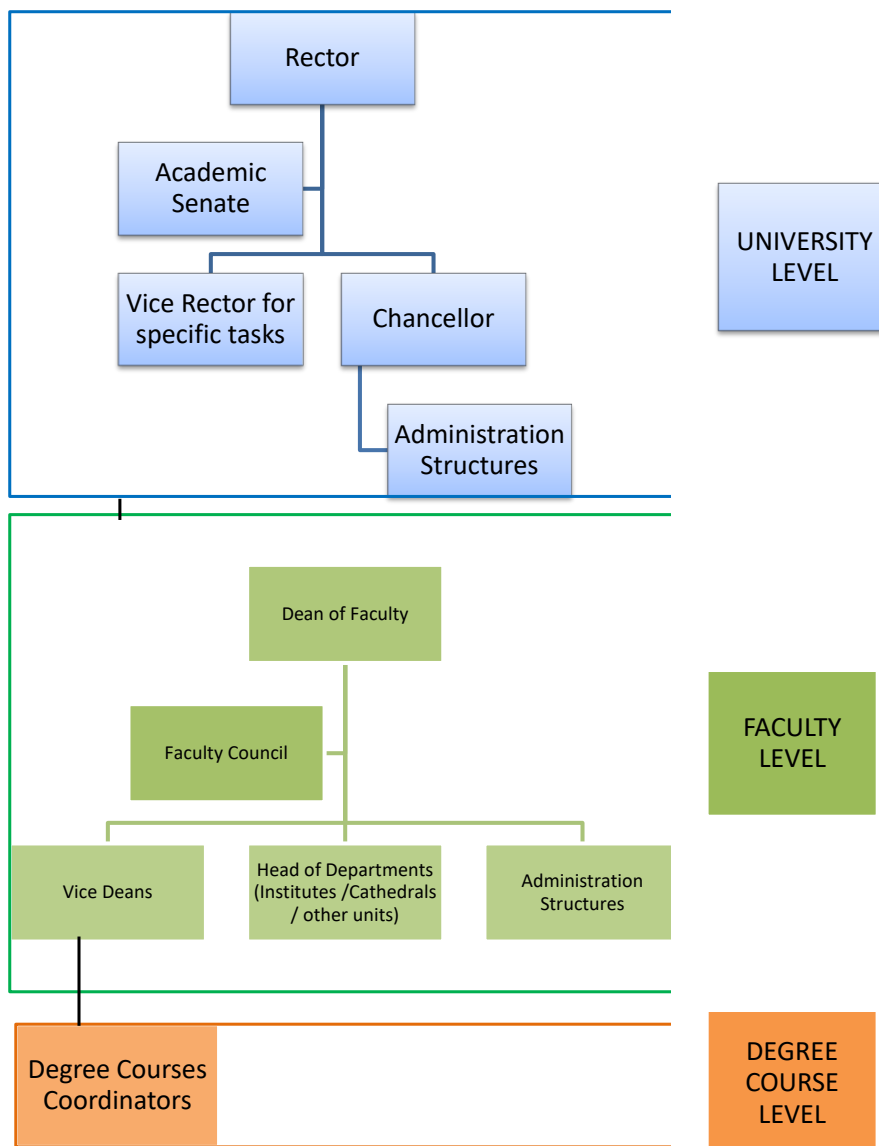 Rector
Academic
Senate
UNIVERSITY
LEVEL
Vice Rector for
specific tasks
Chancellor
Administration
Structures
Dean of Faculty
Faculty Council
FACULTY
LEVEL
Vice Deans
Head of Departments
(Institutes /Cathedrals
/ other units)
Administration
Structures
Degree Courses
Coordinators
DEGREE
COURSE
LEVEL